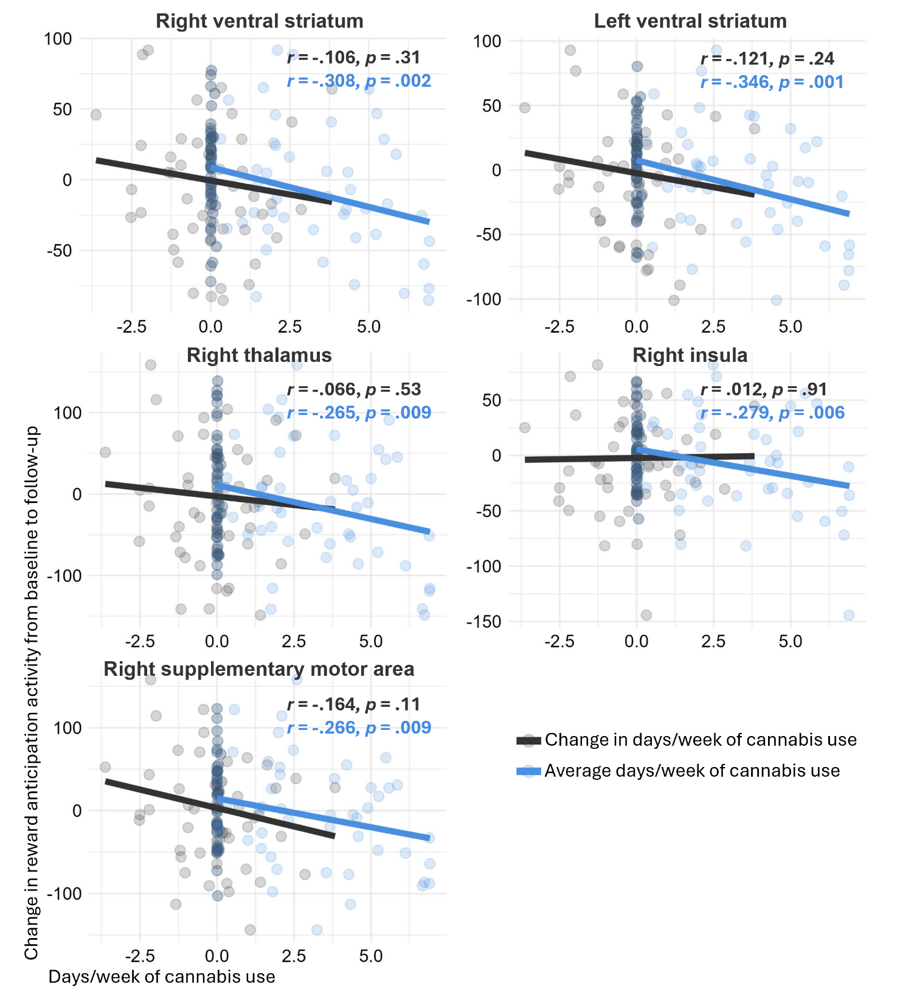 Right ventral striatum
r = -.106, p = .31
r = -.308, p = .002
100
50
0
-50
-2.5 0.0 2.5 5.0
Left ventral striatum
r = -.121, p = .24
r = -.346, p = .001
100
50
0
-50
-100
-2.5 0.0 2.5 5.0
Right thalamus
r = -.066, p = .53
r = -.265, p = .009
100
0
-100
-2.5 0.0 2.5 5.0
Right insula
r = .012, p = .91
r = -.279, p = .006
50
0
-50
-100
-150
-2.5 0.0 2.5 5.0
Right supplementary motor area
r = -.164, p = .11
r = -.266, p = .009
100
0
-100
-2.5 0.0 2.5 5.0
Change in days/week of cannabis use
Average days/week of cannabis use
Change in reward anticipation activity from baseline to follow-up
Days/week of cannabis use